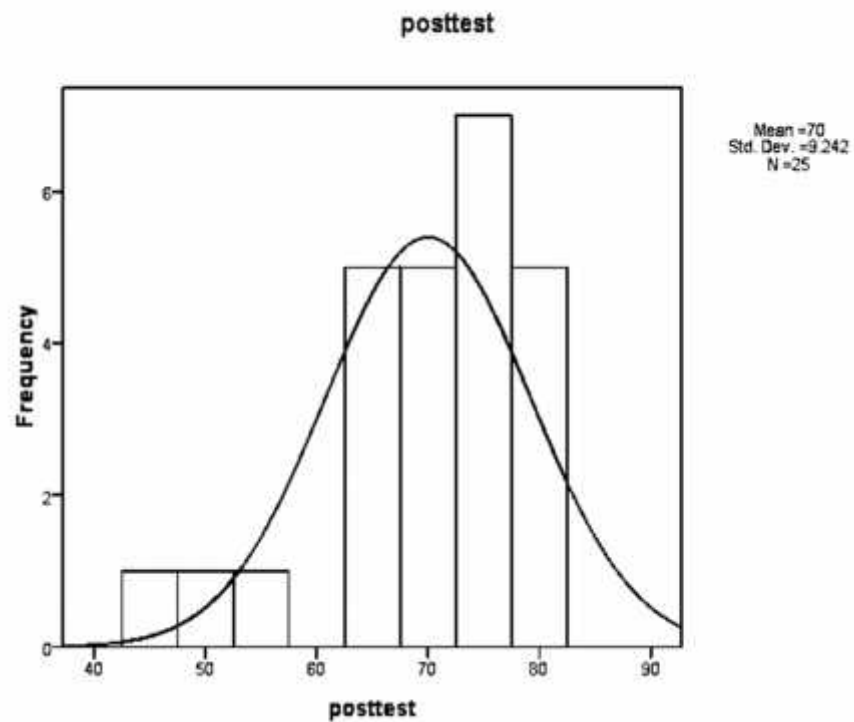 posttest
Mean =70
Std. Dev. =9.242
N =25
Frequency
6
4
2
0
40 50 60 70 80 90
posttest